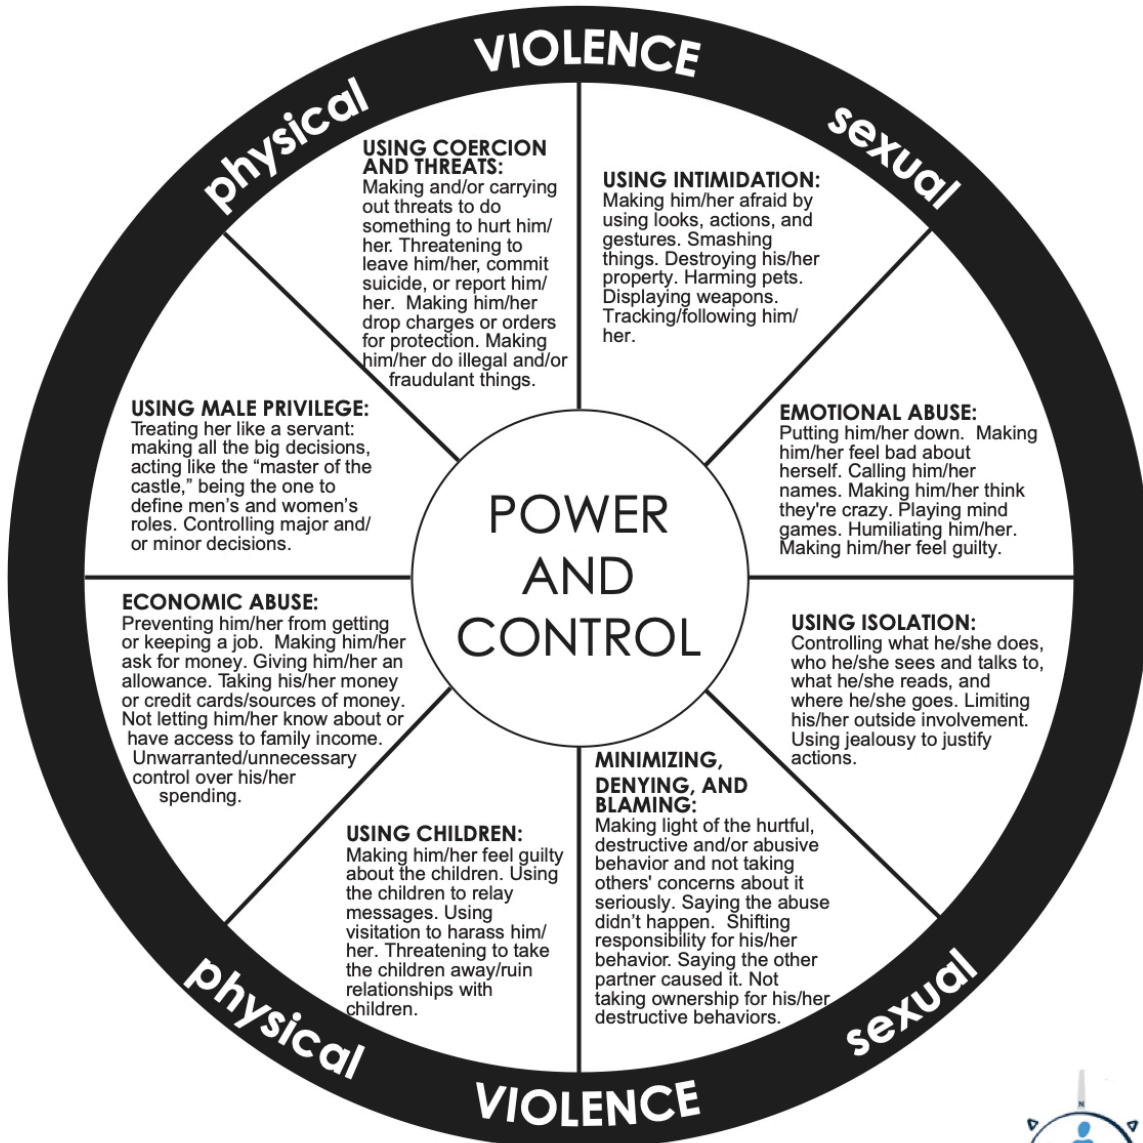 VIOLENCE
physical
sexual
USING COERCION
AND THREATS:
Making and/or carrying
out threats to do
something to hurt him/
her. Threatening to
leave him/her, commit
suicide, or report him/
her.  Making him/her
drop charges or orders
for protection. Making
him/her do illegal and/or
fraudulant things.
USING INTIMIDATION:
Making him/her afraid by
using looks, actions, and
gestures. Smashing
things. Destroying his/her
property. Harming pets.
Displaying weapons.
Tracking/following him/
her.
USING MALE PRIVILEGE:
Treating her like a servant:
making all the big decisions,
acting like the “master of the
castle,” being the one to
define men’s and women’s
roles. Controlling major and/
or minor decisions.
EMOTIONAL ABUSE:
Putting him/her down.  Making
him/her feel bad about
herself. Calling him/her
names. Making him/her think
they're crazy. Playing mind
games. Humiliating him/her.
Making him/her feel guilty.
POWER
AND
CONTROL
ECONOMIC ABUSE:
Preventing him/her from getting
or keeping a job.  Making him/her
ask for money. Giving him/her an
allowance. Taking his/her money
or credit cards/sources of money.
Not letting him/her know about or
have access to family income.
Unwarranted/unnecessary
control over his/her
spending.
USING ISOLATION:
Controlling what he/she does,
who he/she sees and talks to,
what he/she reads, and
where he/she goes. Limiting
his/her outside involvement.
Using jealousy to justify
actions.
USING CHILDREN:
Making him/her feel guilty
about the children. Using
the children to relay
messages. Using
visitation to harass him/
her. Threatening to take
the children away/ruin
relationships with
children.
MINIMIZING,
DENYING, AND
BLAMING:
Making light of the hurtful,
destructive and/or abusive
behavior and not taking
others' concerns about it
seriously. Saying the abuse
didn’t happen.  Shifting
responsibility for his/her
behavior. Saying the other
partner caused it. Not
taking ownership for his/her
destructive behaviors.
physical
sexual
VIOLENCE
N